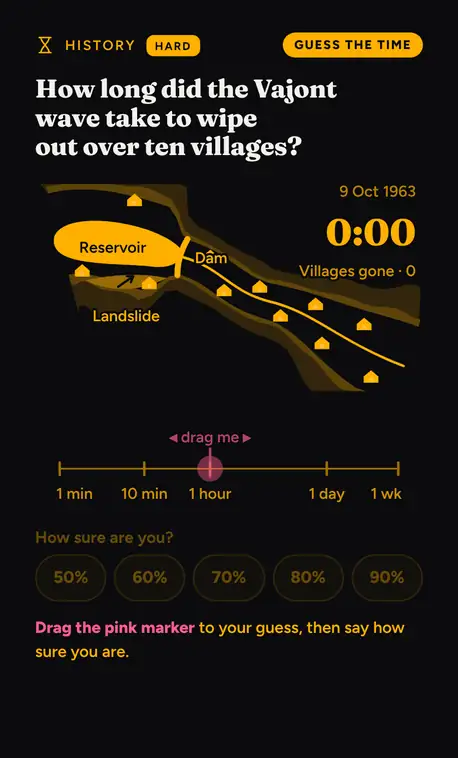 HISTORY HARD GUESS THE TIME
How long did the Vajont
wave take to wipe
out over ten villages?
9 Oct 1963
0:00
Villages gone · 0
Reservoir
Dam
Landslide
◂ drag me ▸
1 min 10 min 1 hour 1 day 1 wk
How sure are you?
50% 60% 70% 80% 90%
Drag the pink marker to your guess, then say how
sure you are.